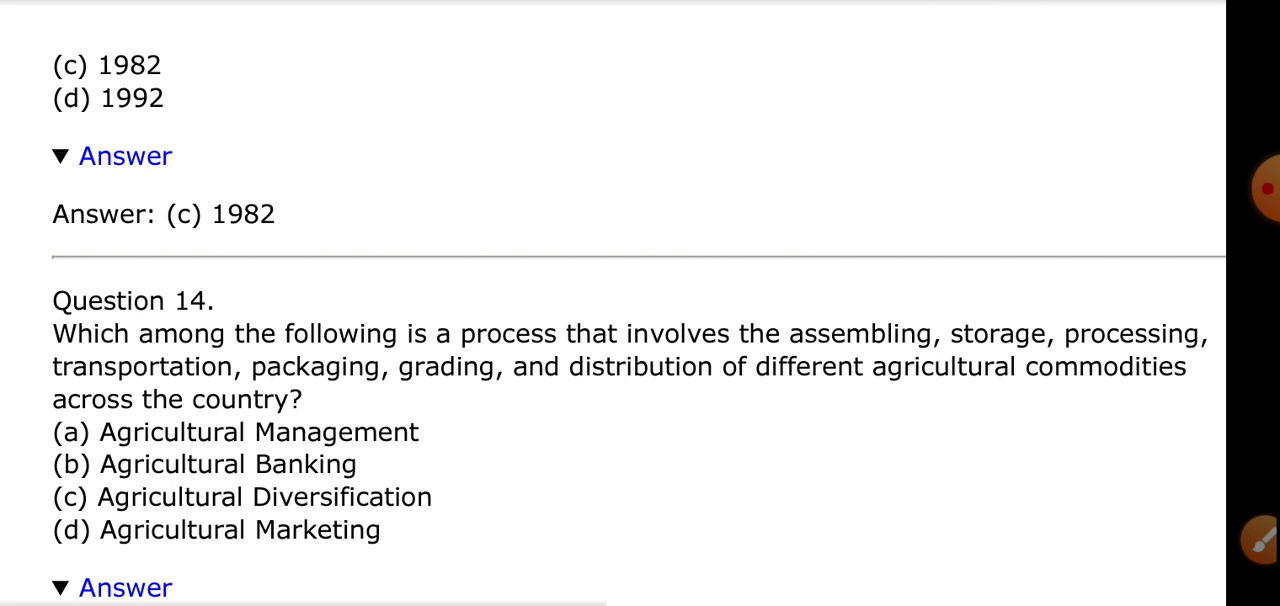 (c) 1982
(d) 1992
▼ Answer
Answer: (c) 1982
Question 14.
Which among the following is a process that involves the assembling, storage, processing,
transportation, packaging, grading, and distribution of different agricultural commodities
across the country?
(a) Agricultural Management
(b) Agricultural Banking
(c) Agricultural Diversification
(d) Agricultural Marketing
▼ Answer